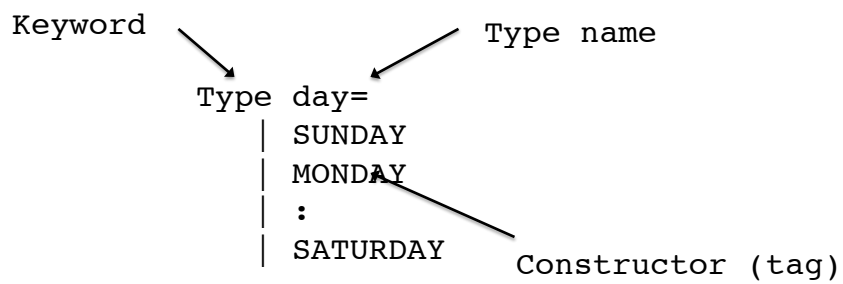 Keyword
Type name
Type day=
| SUNDAY
| MONDAY
| :
| SATURDAY
Constructor (tag)